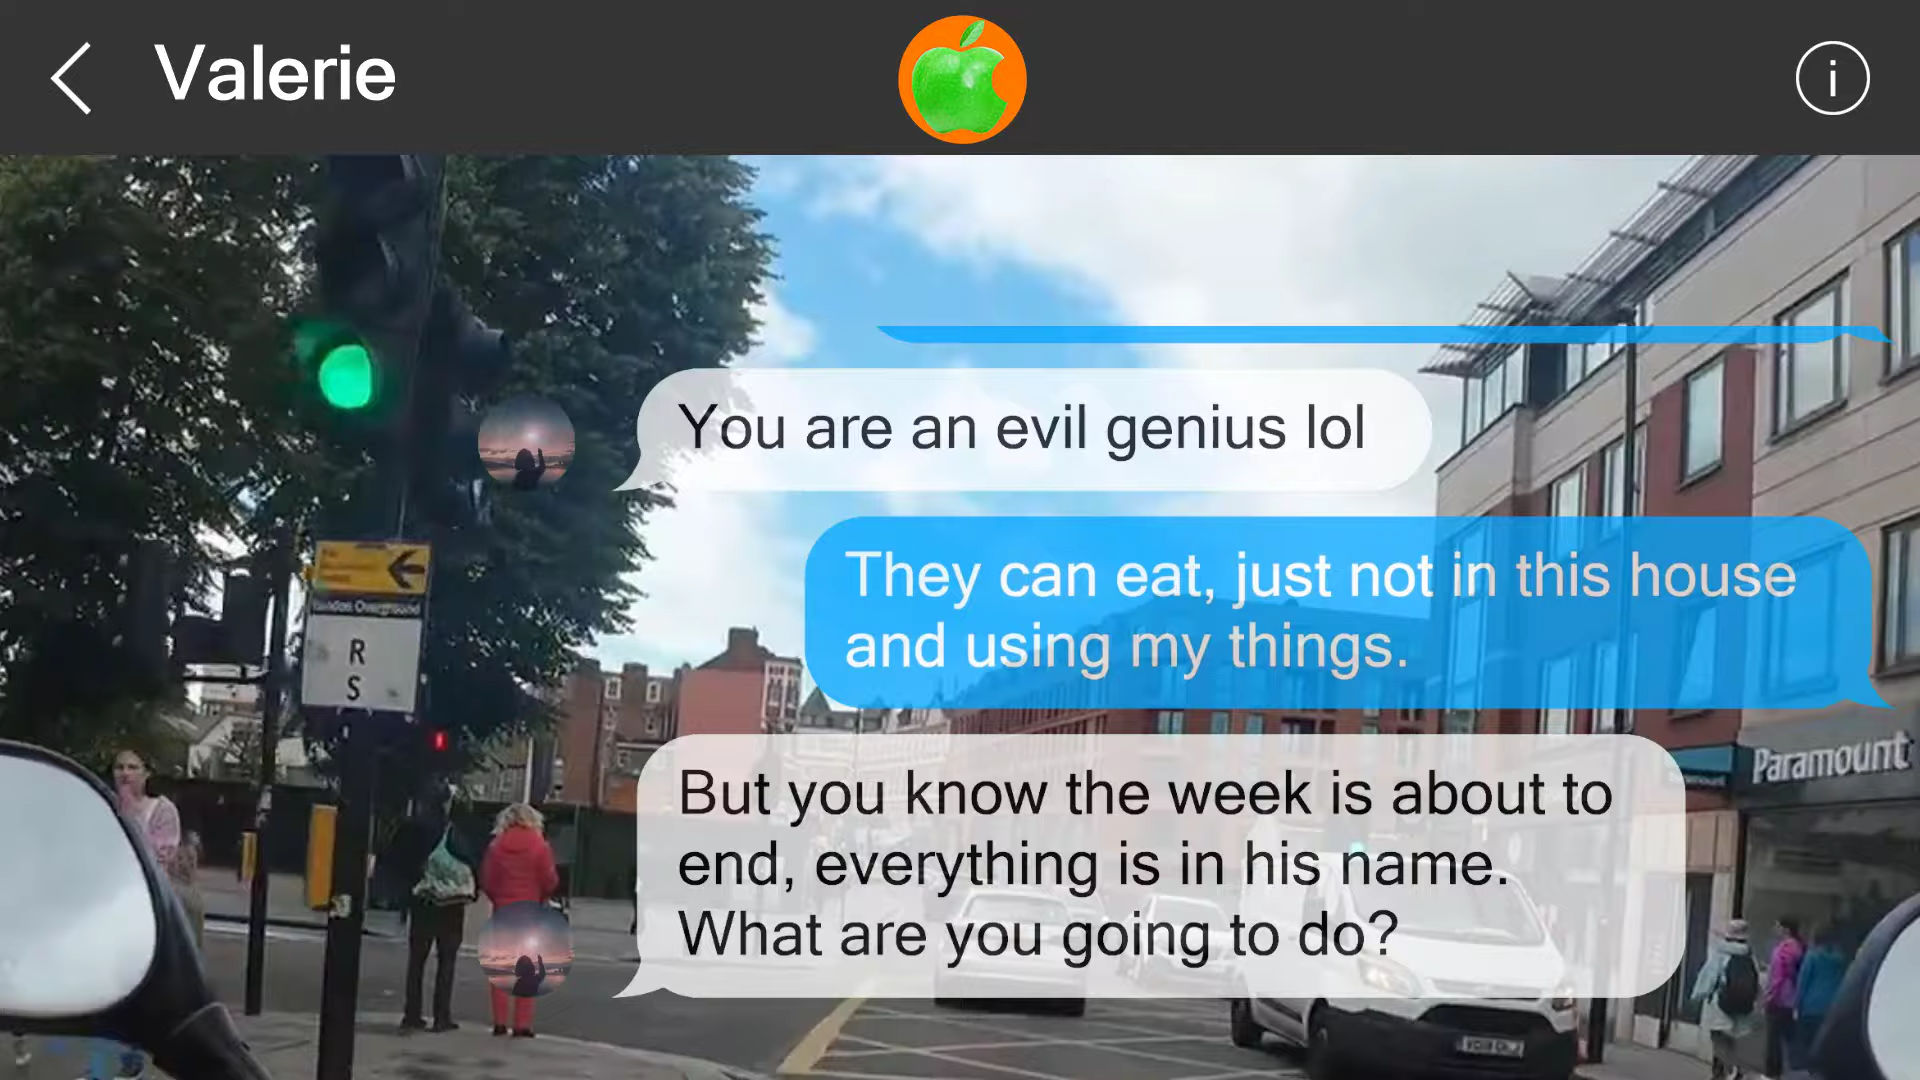 Valerie
You are an evil genius lol
They can eat, just not in this house
and using my things.
But you know the week is about to
end, everything is in his name.
What are you going to do?
London Overground
R
S
Paramount